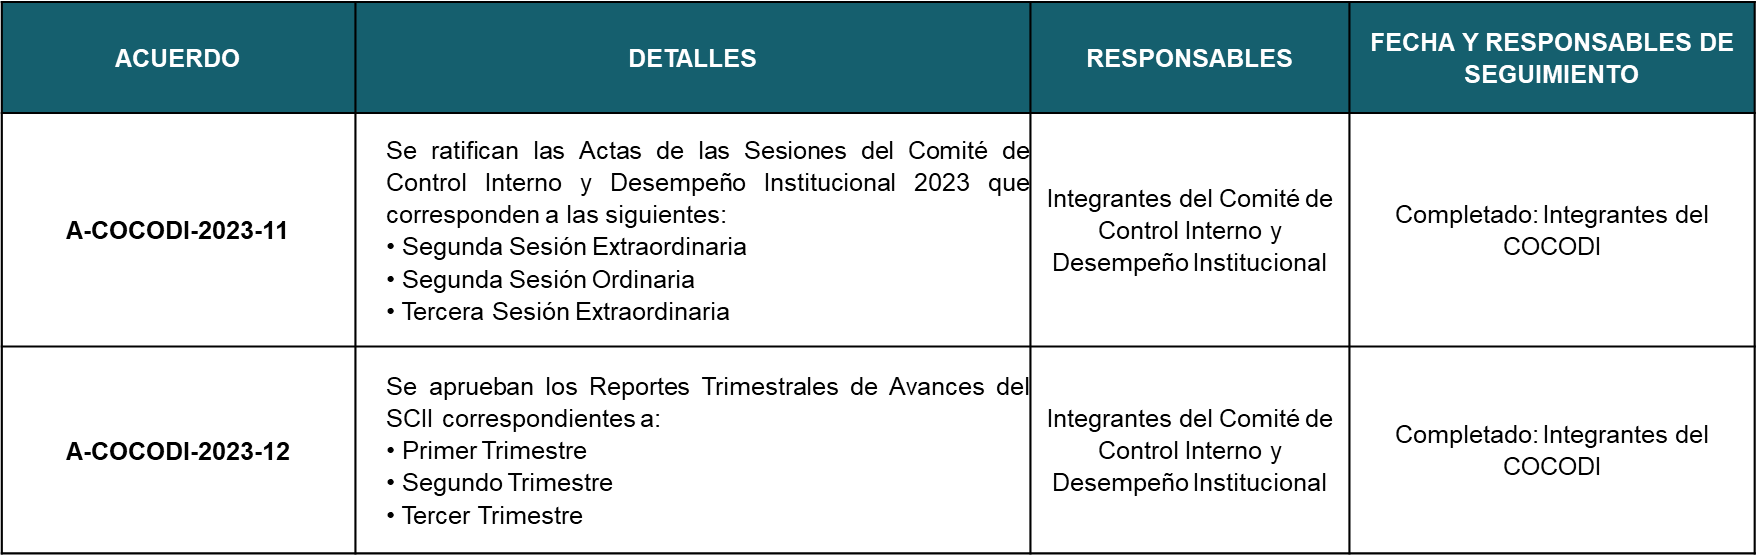 ACUERDO
DETALLES
RESPONSABLES
FECHA Y RESPONSABLES DE
SEGUIMIENTO
A-COCODI-2023-11
Se ratifican las Actas de las Sesiones del Comité de
Control Interno y Desempeño Institucional 2023 que
corresponden a las siguientes:
• Segunda Sesión Extraordinaria
• Segunda Sesión Ordinaria
• Tercera Sesión Extraordinaria
Integrantes del Comité de
Control Interno y
Desempeño Institucional
Completado: Integrantes del
COCODI
A-COCODI-2023-12
Se aprueban los Reportes Trimestrales de Avances del
SCII correspondientes a:
• Primer Trimestre
• Segundo Trimestre
• Tercer Trimestre
Integrantes del Comité de
Control Interno y
Desempeño Institucional
Completado: Integrantes del
COCODI